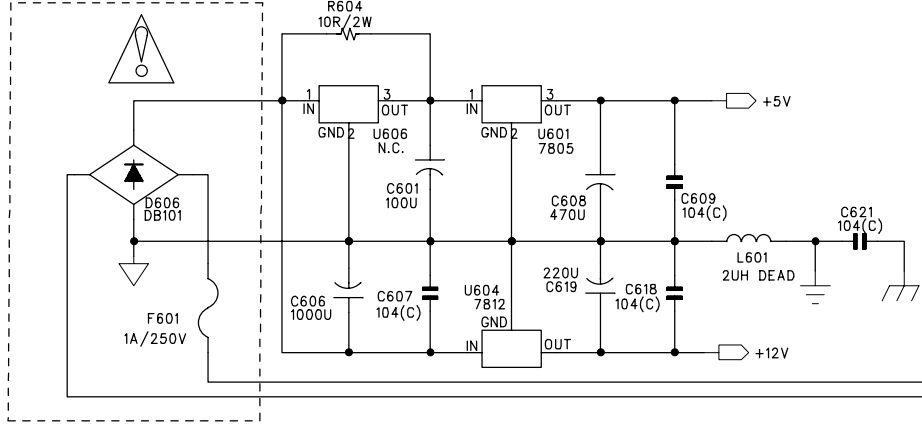 R604
10R/2W
1
3
IN
OUT
GND 2
U606
N.C.
1
3
IN
OUT
GND 2
U601
7805
+5V
D606
DB101
C601
100U
C608
470U
C609
104(C)
C621
104(C)
L601
2UH DEAD
F601
1A/250V
C606
1000U
C607
104(C)
U604
7812
GND
IN
OUT
220U
C619
C618
104(C)
+12V